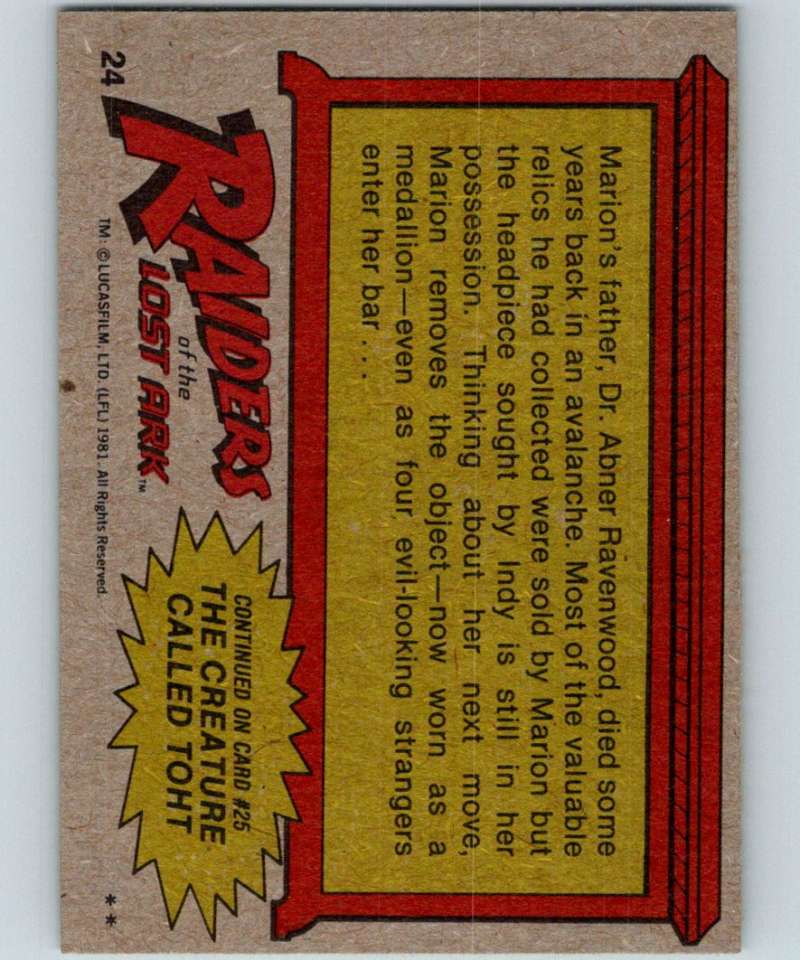 Marion's father, Dr. Abner Ravenwood, died some
years back in an avalanche. Most of the valuable
relics he had collected were sold by Marion but
the headpiece sought by Indy is still in her
possession. Thinking about her next move,
Marion removes the object—now worn as a
medallion—even as four evil-looking strangers
enter her bar . . .
24
RAIDERS
of the
LOST ARK™
TM: © LUCASFILM, LTD. (LFL) 1981. All Rights Reserved.
CONTINUED ON CARD #25
THE CREATURE
CALLED TOHT
* *